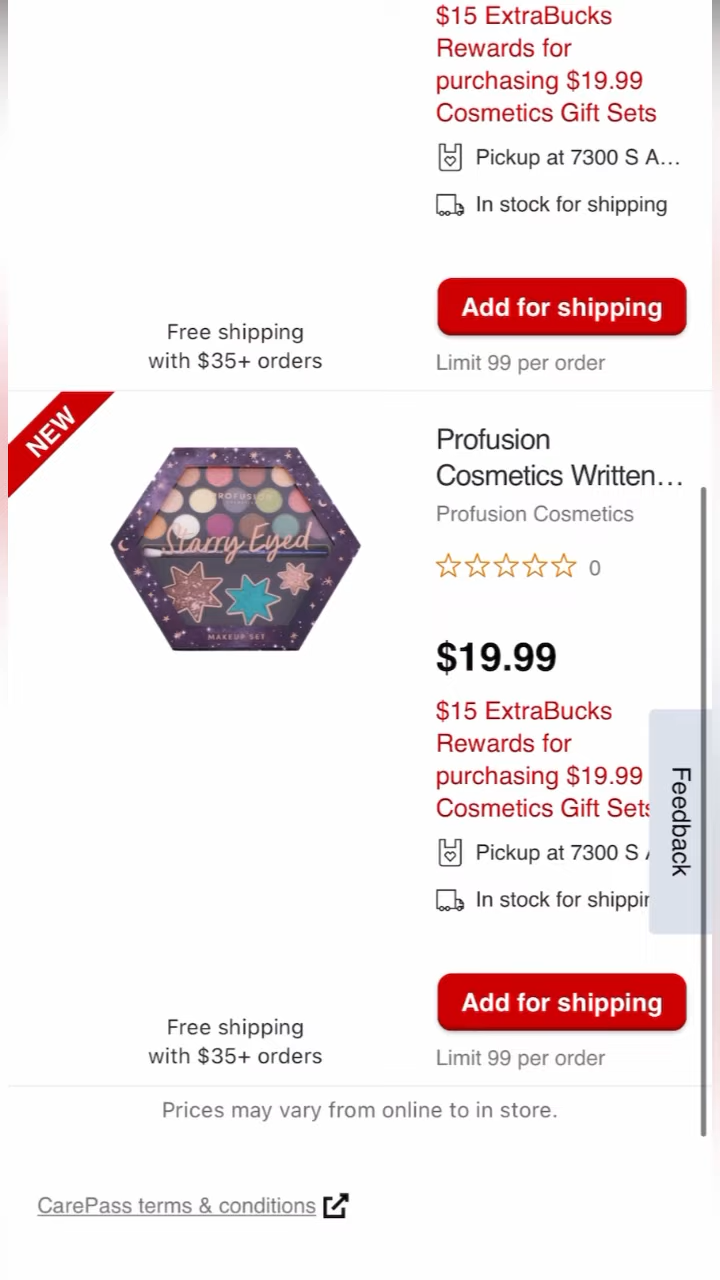 $15 ExtraBucks
Rewards for
purchasing $19.99
Cosmetics Gift Sets
Pickup at 7300 S A...
In stock for shipping
Add for shipping
Free shipping
with $35+ orders
Limit 99 per order
NEW
Profusion
Cosmetics Written...
Profusion Cosmetics
0
PROFUSION
Starry Eyed
MAKEUP SET
$19.99
$15 ExtraBucks
Rewards for
purchasing $19.99
Cosmetics Gift Sets
Feedback
Pickup at 7300 S
In stock for shippin
Add for shipping
Free shipping
with $35+ orders
Limit 99 per order
Prices may vary from online to in store.
CarePass terms & conditions